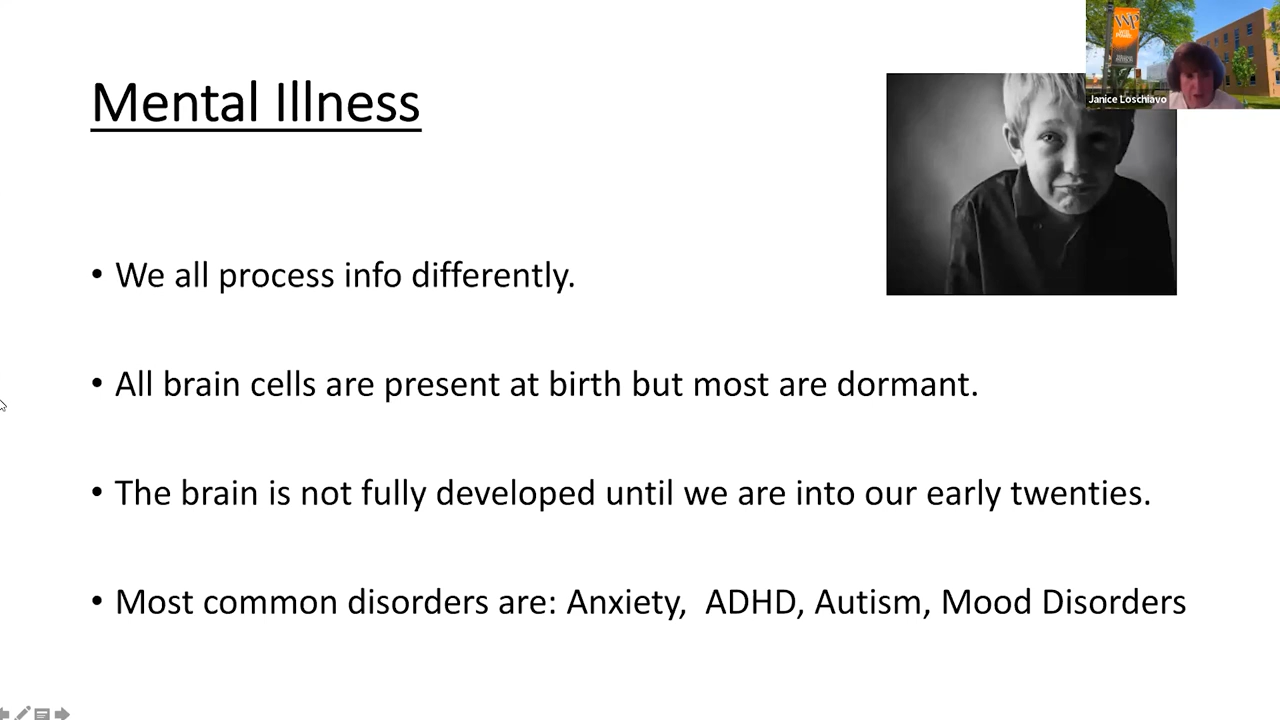 Mental Illness
WP
Janice Loschiavo
• We all process info differently.
• All brain cells are present at birth but most are dormant.
• The brain is not fully developed until we are into our early twenties.
• Most common disorders are: Anxiety,  ADHD, Autism, Mood Disorders